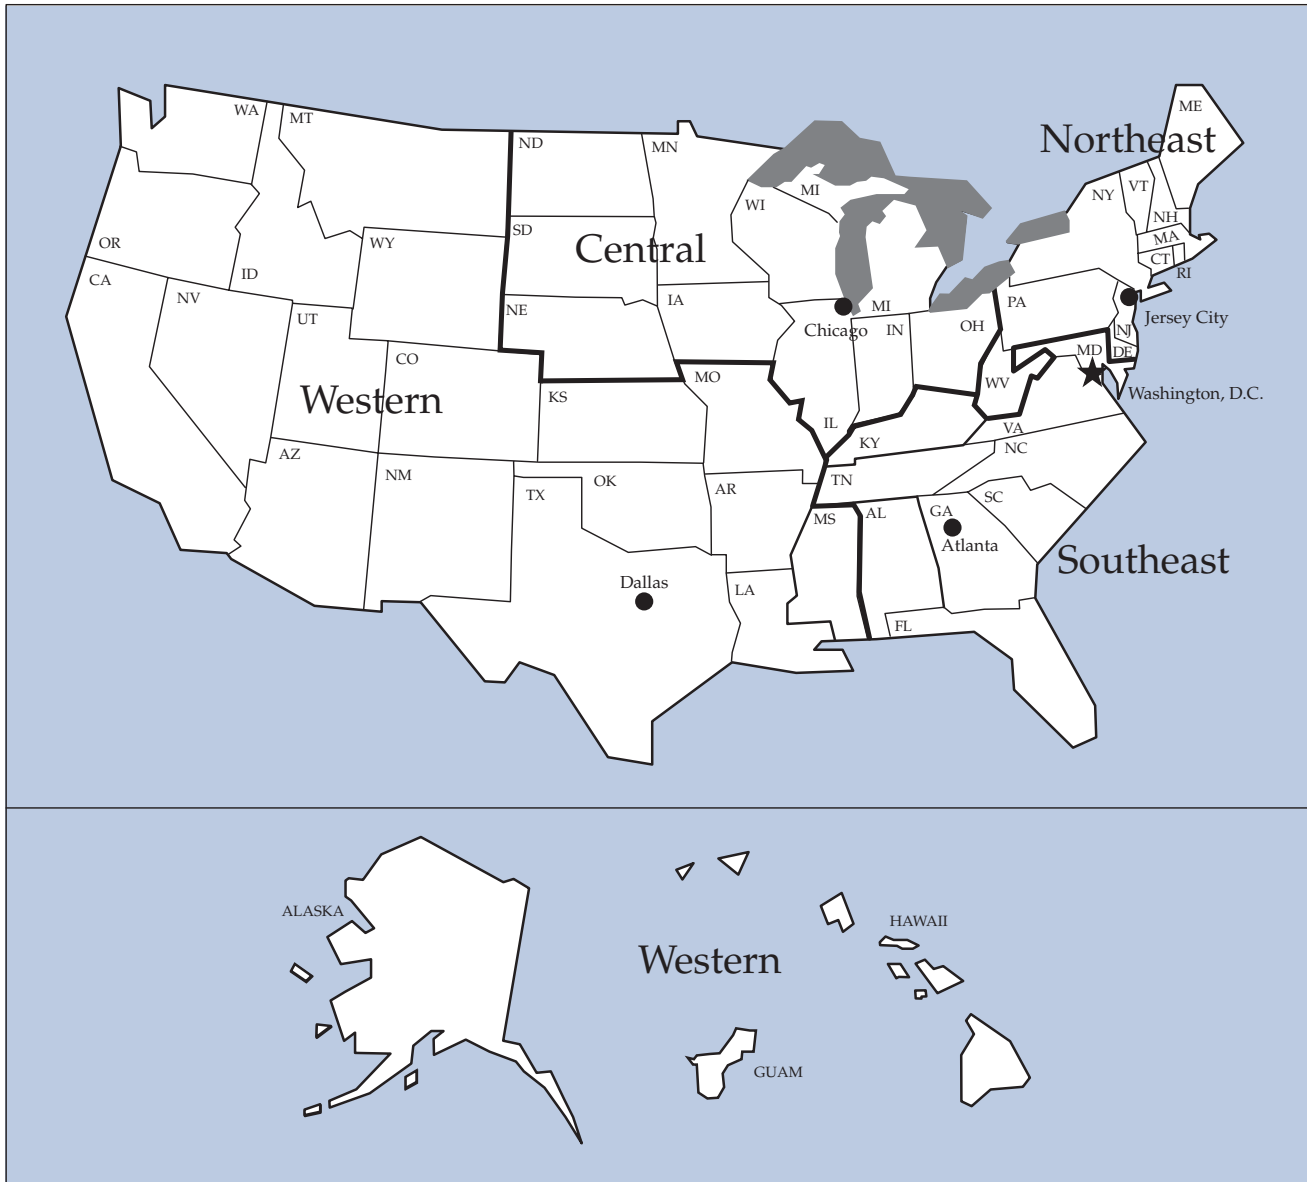 WA
MT
ND
MN
ME
Northeast
WI
MI
NY
VT
NH
OR
WY
SD
Central
MA
CT
RI
CA
ID
NV
NE
IA
UT
Chicago
MI
IN
OH
PA
Jersey City
NJ
CO
MO
MD
DE
WV
Washington, D.C.
Western
KS
IL
KY
VA
AZ
NM
NC
TX
OK
AR
TN
MS
AL
GA
SC
Atlanta
Southeast
Dallas
LA
FL
ALASKA
HAWAII
Western
GUAM